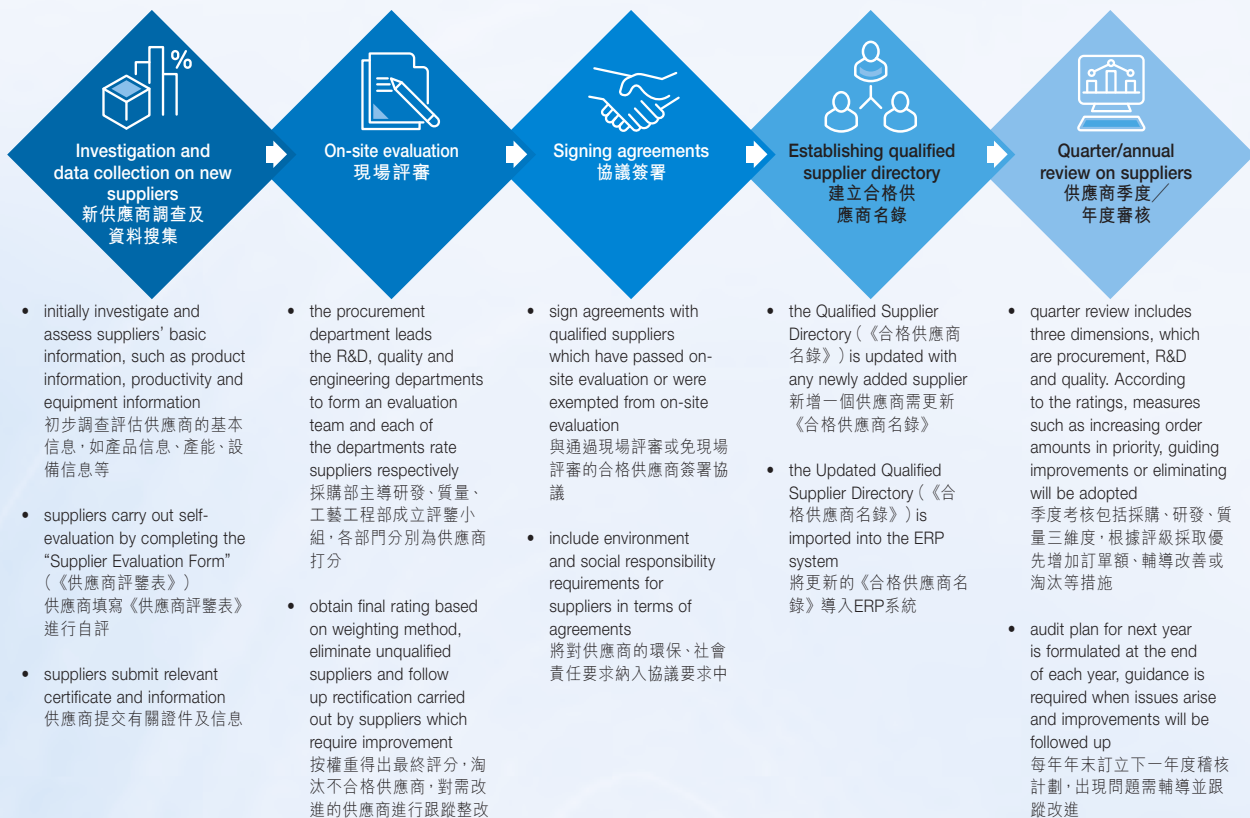 %
Investigation and
data collection on new
suppliers
新供應商調查及
資料搜集
On-site evaluation
現場評審
Signing agreements
協議簽署
Establishing qualified
supplier directory
建立合格供
應商名錄
Quarter/annual
review on suppliers
供應商季度／
年度審核
• initially investigate and
assess suppliers’ basic
information, such as product
information, productivity and
equipment information
初步調查評估供應商的基本
信息，如產品信息、產能、設
備信息等
• suppliers carry out self-
evaluation by completing the
“Supplier Evaluation Form”
（《供應商評鑒表》）
供應商填寫《供應商評鑒表》
進行自評
• suppliers submit relevant
certificate and information
供應商提交有關證件及信息
• the procurement
department leads
the R&D, quality and
engineering departments
to form an evaluation
team and each of
the departments rate
suppliers respectively
採購部主導研發、質量、
工藝工程部成立評鑒小
組，各部門分別為供應商
打分
• obtain final rating based
on weighting method,
eliminate unqualified
suppliers and follow
up rectification carried
out by suppliers which
require improvement
按權重得出最終評分，淘
汰不合格供應商，對需改
進的供應商進行跟蹤整改
• sign agreements with
qualified suppliers
which have passed on-
site evaluation or were
exempted from on-site
evaluation
與通過現場評審或免現場
評審的合格供應商簽署協
議
• include environment
and social responsibility
requirements for
suppliers in terms of
agreements
將對供應商的環保、社會
責任要求納入協議要求中
• the Qualified Supplier
Directory（《合格供應商
名錄》）is updated with
any newly added supplier
新增一個供應商需更新
《合格供應商名錄》
• the Updated Qualified
Supplier Directory（《合
格供應商名錄》）is
imported into the ERP
system
將更新的《合格供應商名
錄》導入ERP系統
• quarter review includes
three dimensions, which
are procurement, R&D
and quality. According
to the ratings, measures
such as increasing order
amounts in priority, guiding
improvements or eliminating
will be adopted
季度考核包括採購、研發、質
量三維度，根據評級採取優
先增加訂單額、輔導改善或
淘汰等措施
• audit plan for next year
is formulated at the end
of each year, guidance is
required when issues arise
and improvements will be
followed up
每年年末訂立下一年度稽核
計劃，出現問題需輔導並跟
蹤改進